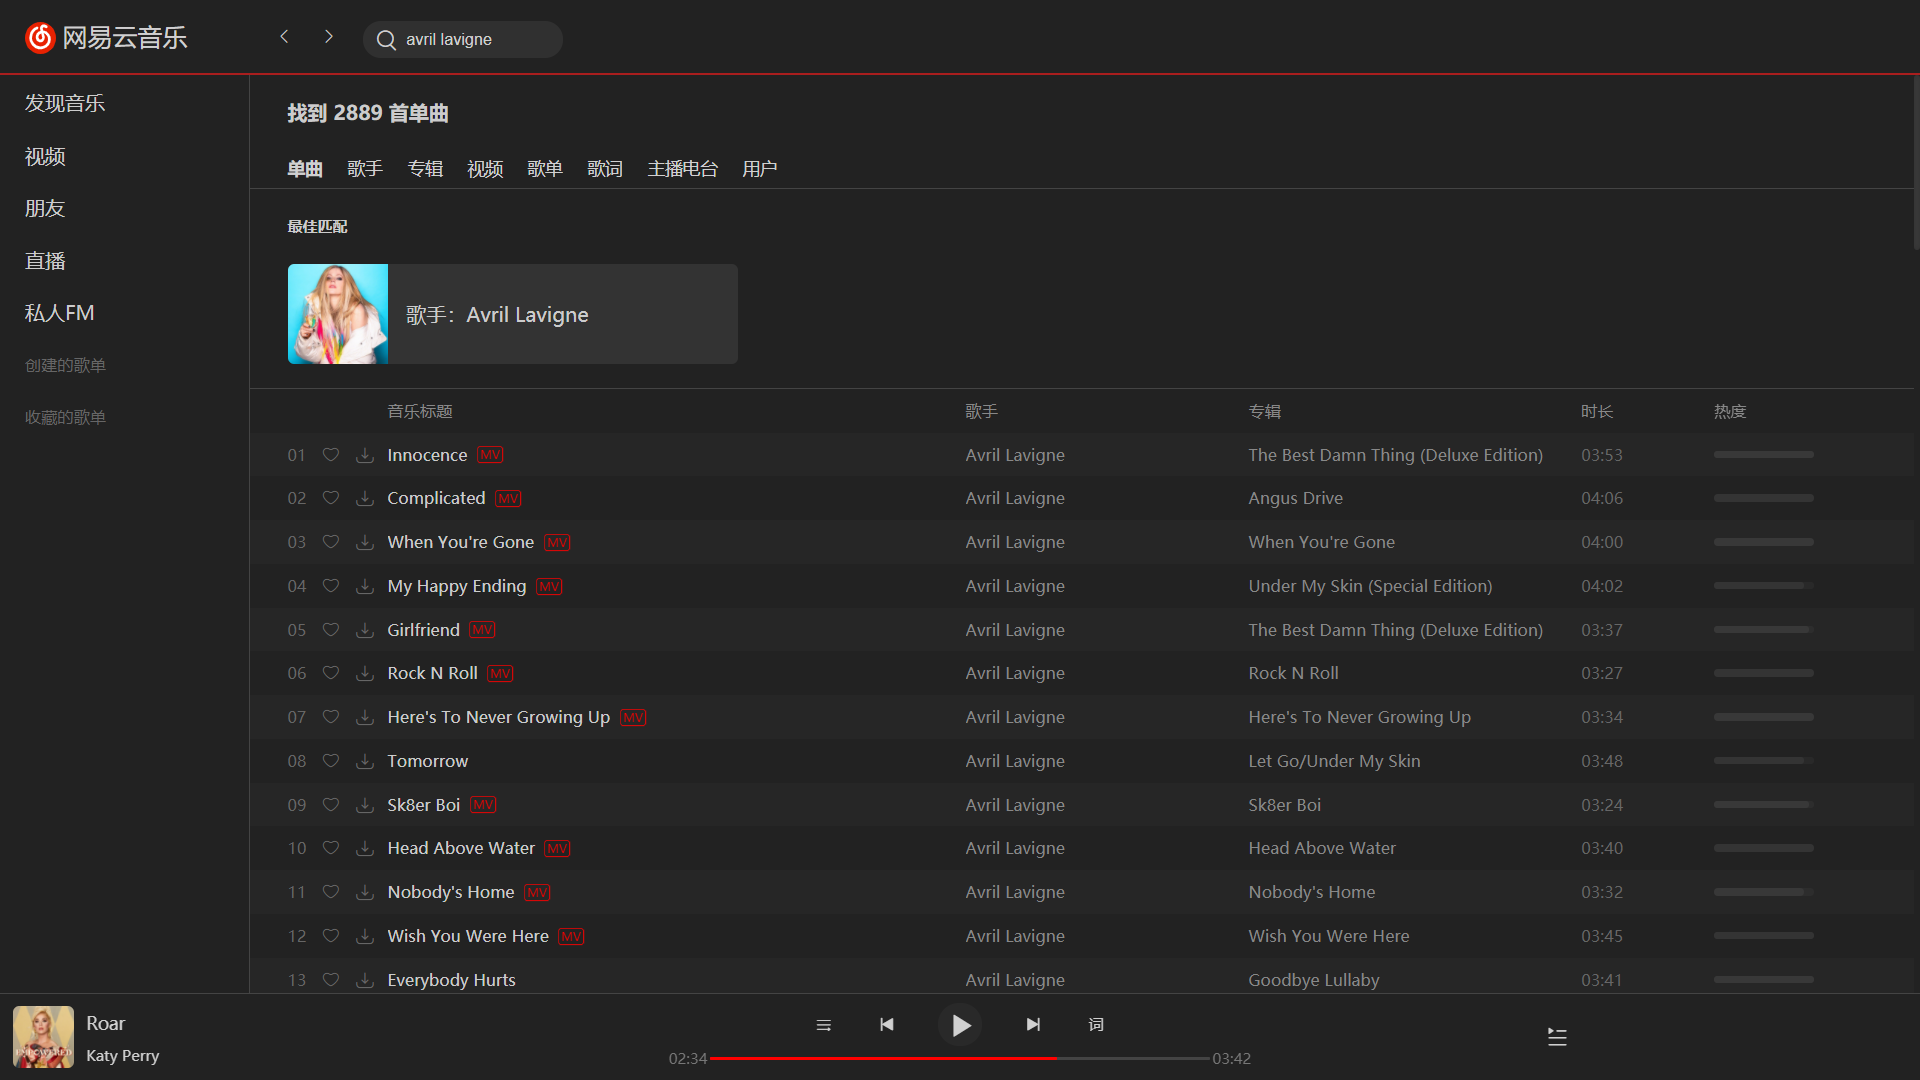 网易云音乐
avril lavigne
发现音乐
视频
朋友
直播
私人FM
创建的歌单
收藏的歌单
找到 2889 首单曲
单曲 歌手 专辑 视频 歌单 歌词 主播电台 用户
最佳匹配
歌手：Avril Lavigne
音乐标题 歌手 专辑 时长 热度
01 Innocence MV Avril Lavigne The Best Damn Thing (Deluxe Edition) 03:53
02 Complicated MV Avril Lavigne Angus Drive 04:06
03 When You're Gone MV Avril Lavigne When You're Gone 04:00
04 My Happy Ending MV Avril Lavigne Under My Skin (Special Edition) 04:02
05 Girlfriend MV Avril Lavigne The Best Damn Thing (Deluxe Edition) 03:37
06 Rock N Roll MV Avril Lavigne Rock N Roll 03:27
07 Here's To Never Growing Up MV Avril Lavigne Here's To Never Growing Up 03:34
08 Tomorrow Avril Lavigne Let Go/Under My Skin 03:48
09 Sk8er Boi MV Avril Lavigne Sk8er Boi 03:24
10 Head Above Water MV Avril Lavigne Head Above Water 03:40
11 Nobody's Home MV Avril Lavigne Nobody's Home 03:32
12 Wish You Were Here MV Avril Lavigne Wish You Were Here 03:45
13 Everybody Hurts Avril Lavigne Goodbye Lullaby 03:41
Roar
Katy Perry
词
02:34 03:42